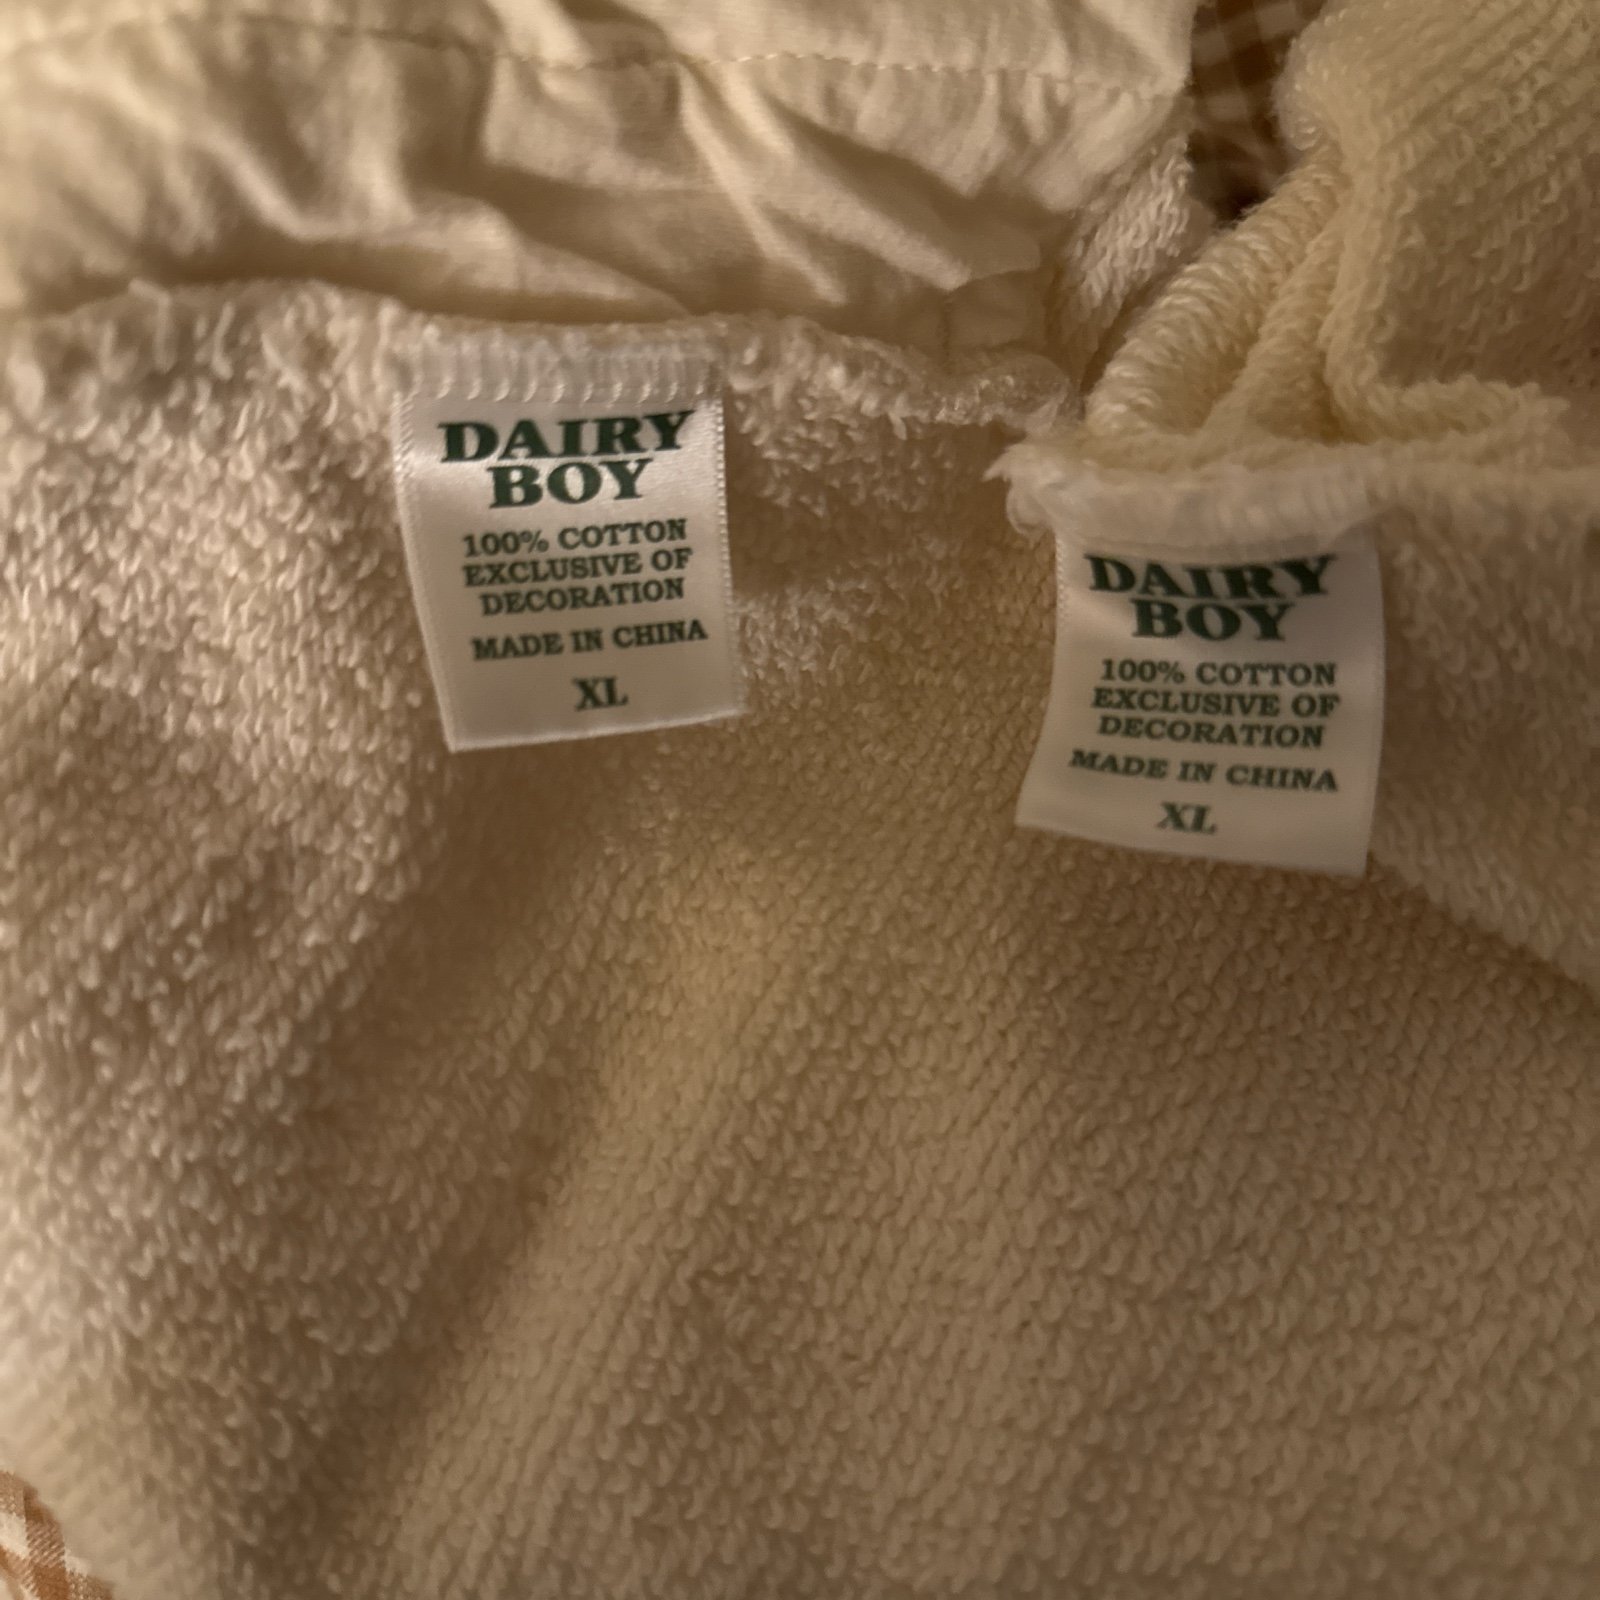 DAIRY
BOY
100% COTTON
EXCLUSIVE OF
DECORATION
MADE IN CHINA
XL
DAIRY
BOY
100% COTTON
EXCLUSIVE OF
DECORATION
MADE IN CHINA
XL